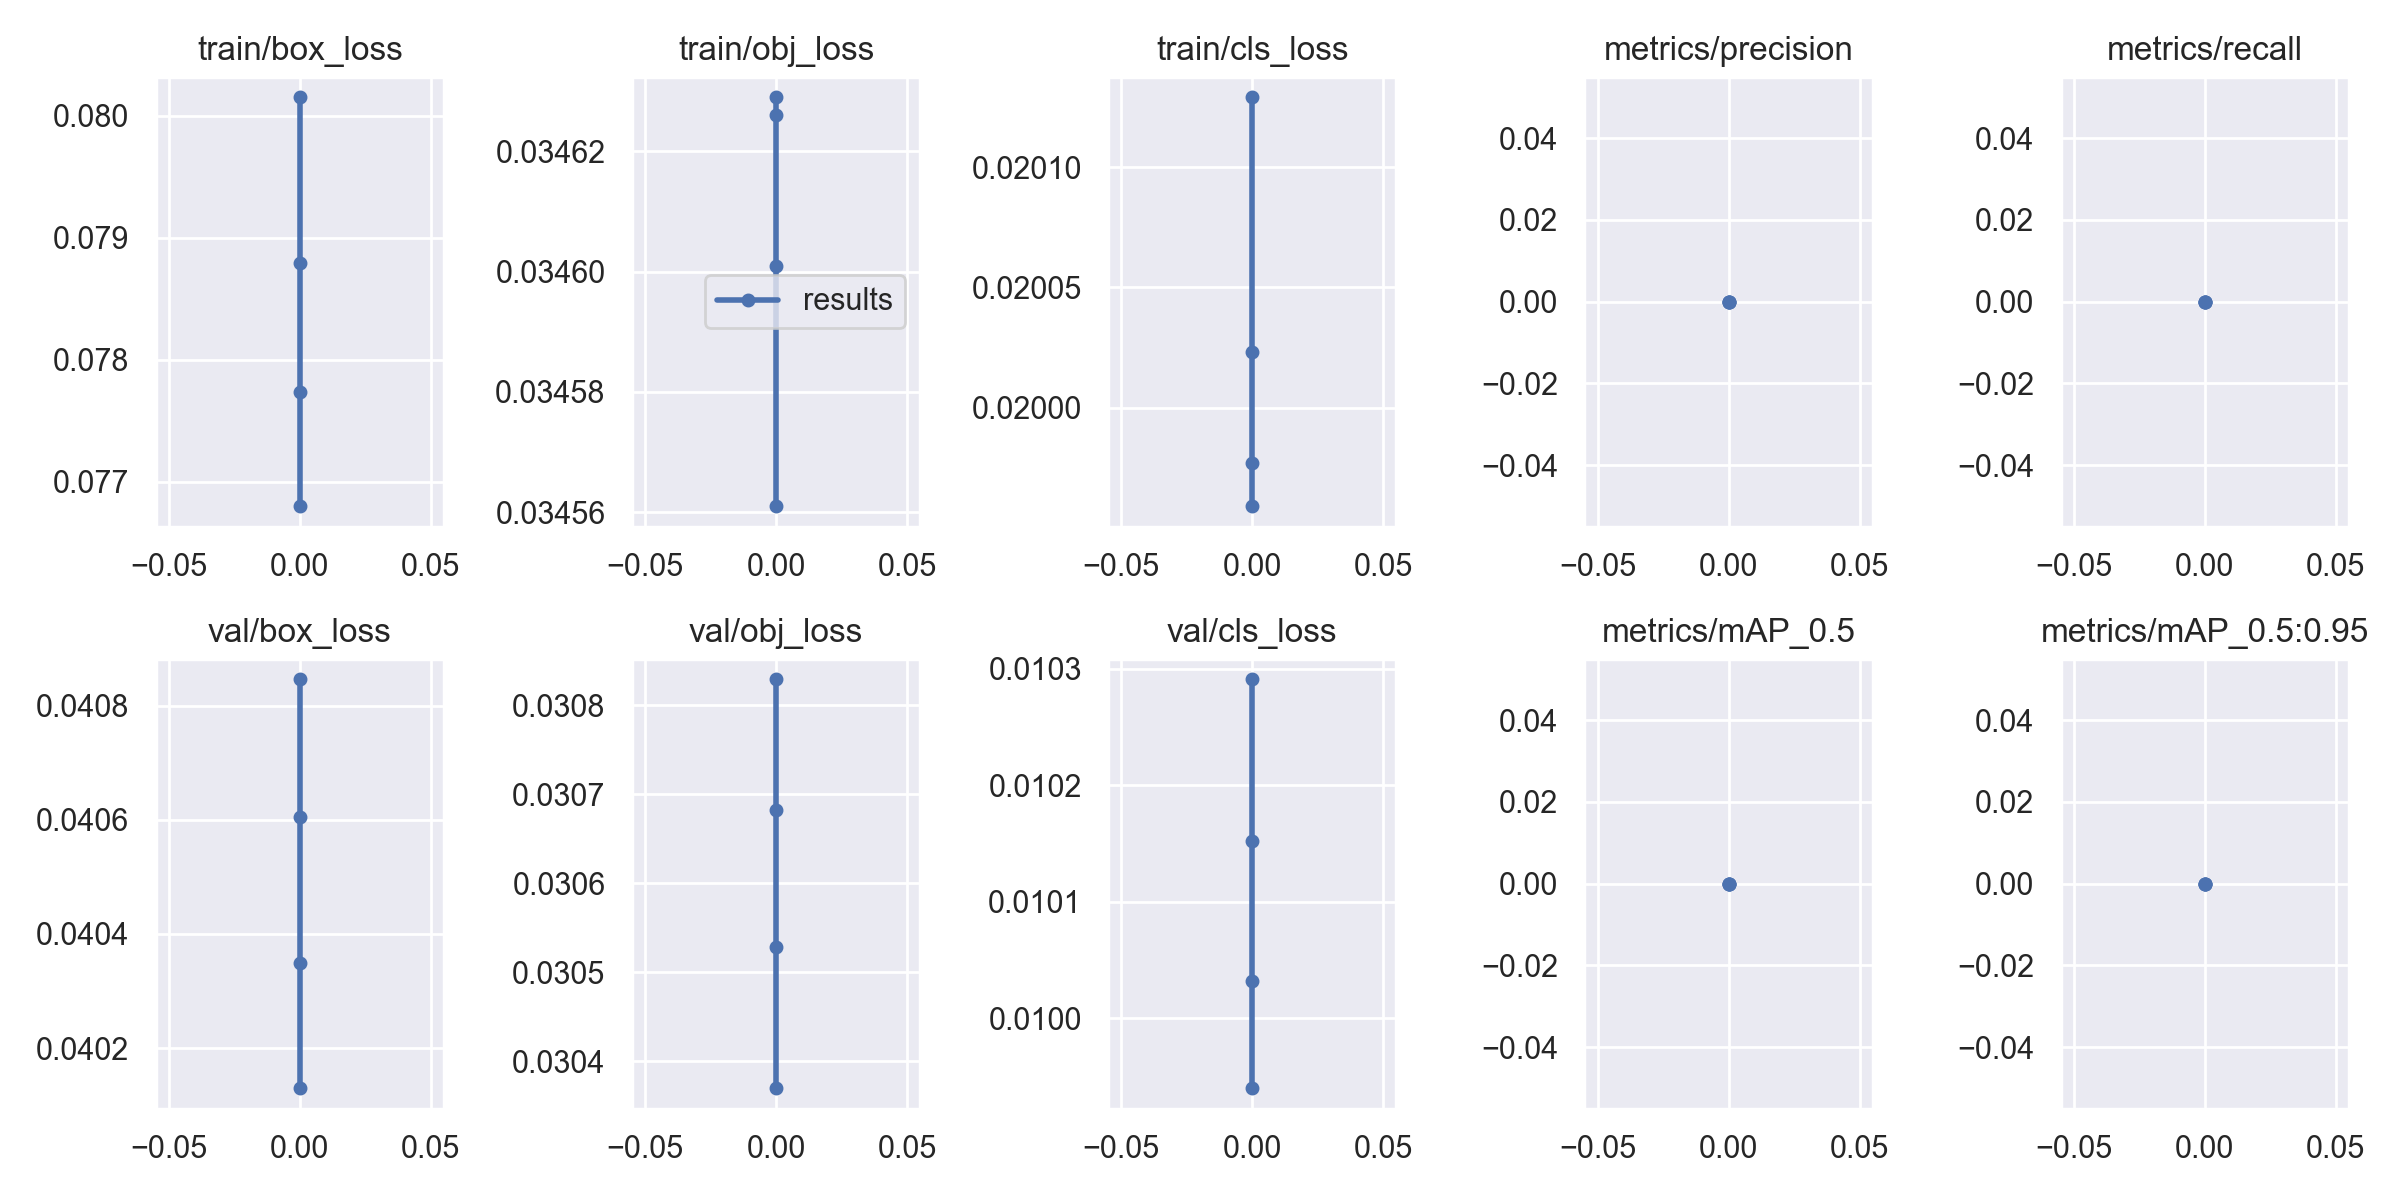 train/box_loss
train/obj_loss
train/cls_loss
metrics/precision
metrics/recall
0.080
0.079
0.078
0.077
−0.05 0.00 0.05
0.03462
0.03460
0.03458
0.03456
results
−0.05 0.00 0.05
0.02010
0.02005
0.02000
−0.05 0.00 0.05
0.04
0.02
0.00
−0.02
−0.04
−0.05 0.00 0.05
0.04
0.02
0.00
−0.02
−0.04
−0.05 0.00 0.05
val/box_loss
val/obj_loss
val/cls_loss
metrics/mAP_0.5
metrics/mAP_0.5:0.95
0.0408
0.0406
0.0404
0.0402
−0.05 0.00 0.05
0.0308
0.0307
0.0306
0.0305
0.0304
−0.05 0.00 0.05
0.0103
0.0102
0.0101
0.0100
−0.05 0.00 0.05
0.04
0.02
0.00
−0.02
−0.04
−0.05 0.00 0.05
0.04
0.02
0.00
−0.02
−0.04
−0.05 0.00 0.05